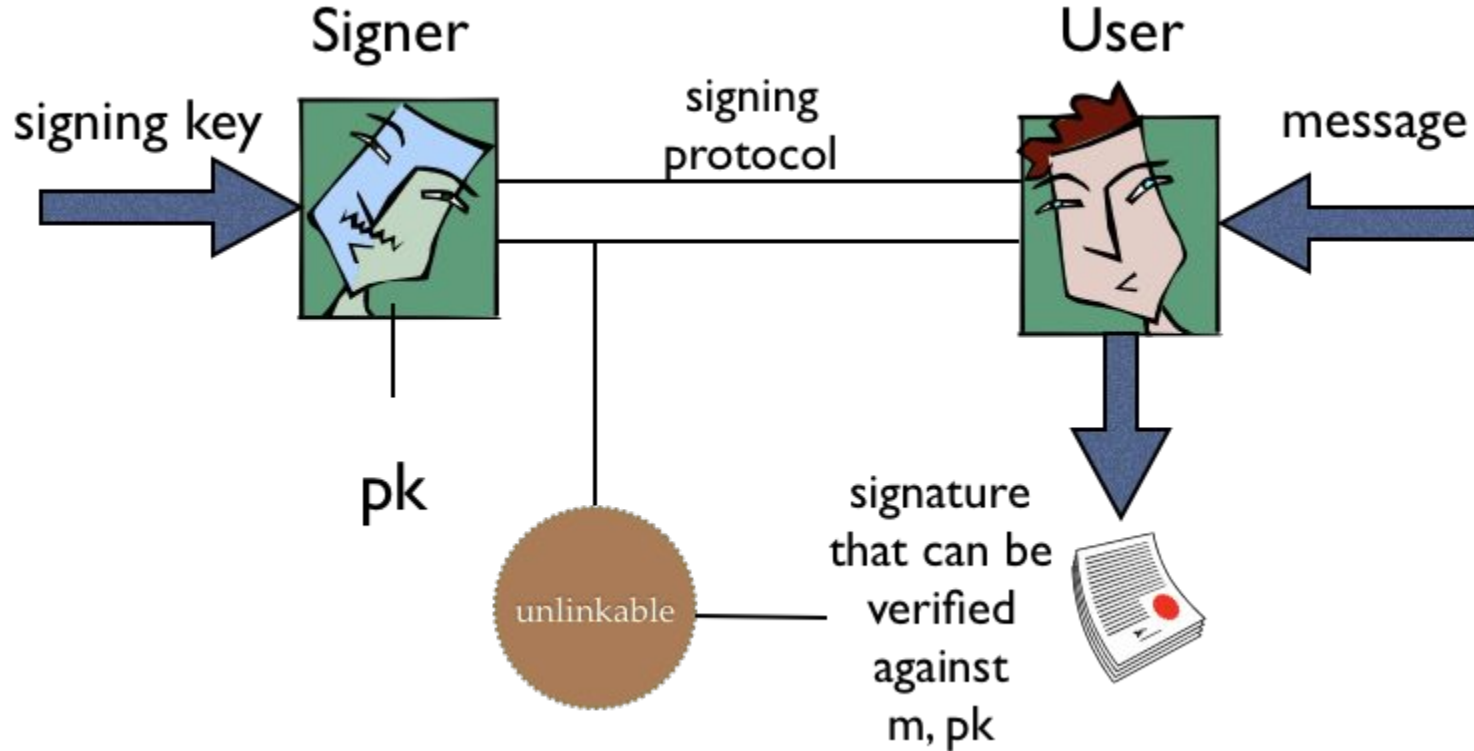 Signer
User
signing key
signing
protocol
message
pk
unlinkable
signature
that can be
verified
against
m, pk